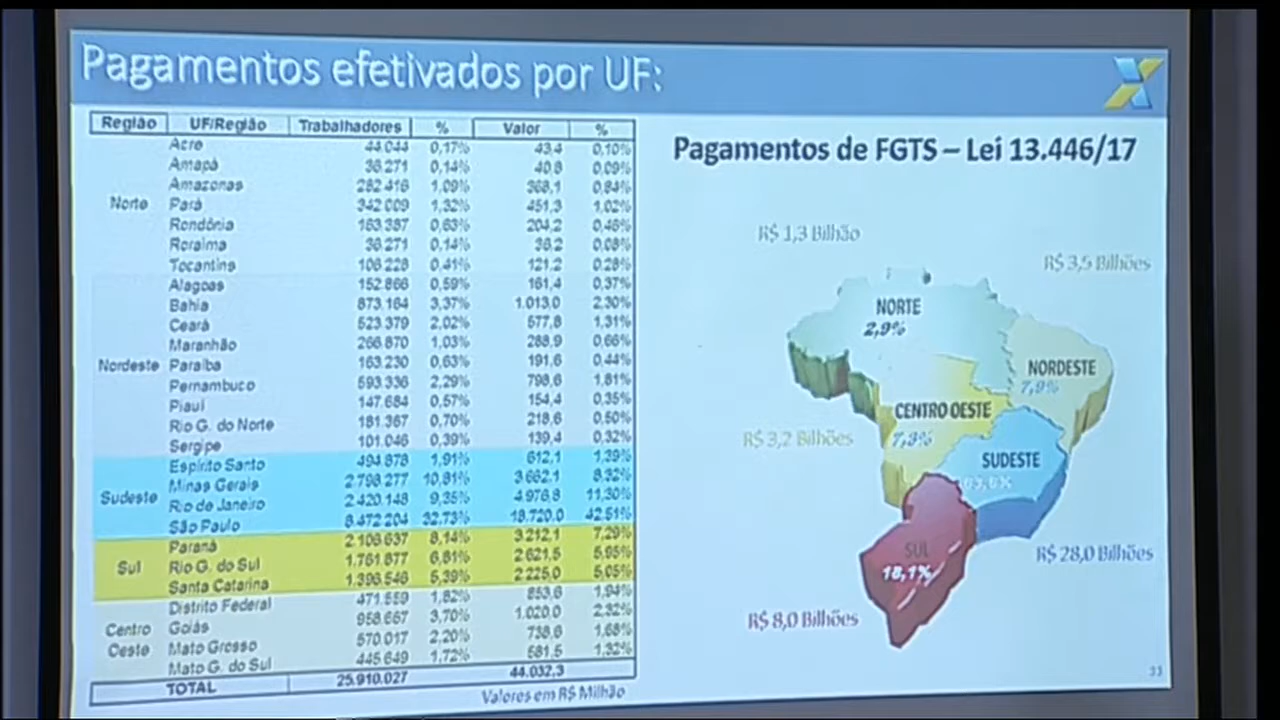 Pagamentos efetivados por UF:
Região UF/Região Trabalhadores % Valor %
Acre 44.044 0,17% 43,4 0,10%
Amapá 36.271 0,14% 40,8 0,09%
Amazonas 282.416 1,09% 368,1 0,84%
Norte Pará 342.009 1,32% 451,3 1,02%
Rondônia 163.387 0,63% 204,2 0,46%
Roraima 36.271 0,14% 36,2 0,08%
Tocantins 106.228 0,41% 121,2 0,28%
Alagoas 152.866 0,59% 161,4 0,37%
Bahia 873.164 3,37% 1.013,0 2,30%
Ceará 523.379 2,02% 577,8 1,31%
Maranhão 266.870 1,03% 288,9 0,66%
Nordeste Paraíba 163.230 0,63% 191,6 0,44%
Pernambuco 593.336 2,29% 798,6 1,81%
Piauí 147.684 0,57% 154,4 0,35%
Rio G. do Norte 181.367 0,70% 218,6 0,50%
Sergipe 101.046 0,39% 139,4 0,32%
Espírito Santo 494.878 1,91% 612,1 1,39%
Minas Gerais 2.798.277 10,81% 3.662,1 8,32%
Sudeste Rio de Janeiro 2.420.148 9,35% 4.976,8 11,30%
São Paulo 8.472.204 32,73% 18.720,0 42,51%
Paraná 2.106.637 8,14% 3.212,1 7,29%
Sul Rio G. do Sul 1.761.877 6,81% 2.621,5 5,95%
Santa Catarina 1.396.546 5,39% 2.225,0 5,05%
Distrito Federal 471.559 1,82% 853,6 1,94%
Centro Oeste Goiás 958.667 3,70% 1.020,0 2,32%
Mato Grosso 570.017 2,20% 738,6 1,68%
Mato G. do Sul 445.649 1,72% 581,5 1,32%
TOTAL 25.910.027 44.032,3
Valores em R$ Milhão
Pagamentos de FGTS – Lei 13.446/17
R$ 1,3 Bilhão
R$ 3,5 Bilhões
NORTE
2,9%
NORDESTE
7,9%
CENTRO OESTE
R$ 3,2 Bilhões
SUDESTE
SUL
18,1%
R$ 28,0 Bilhões
R$ 8,0 Bilhões
33